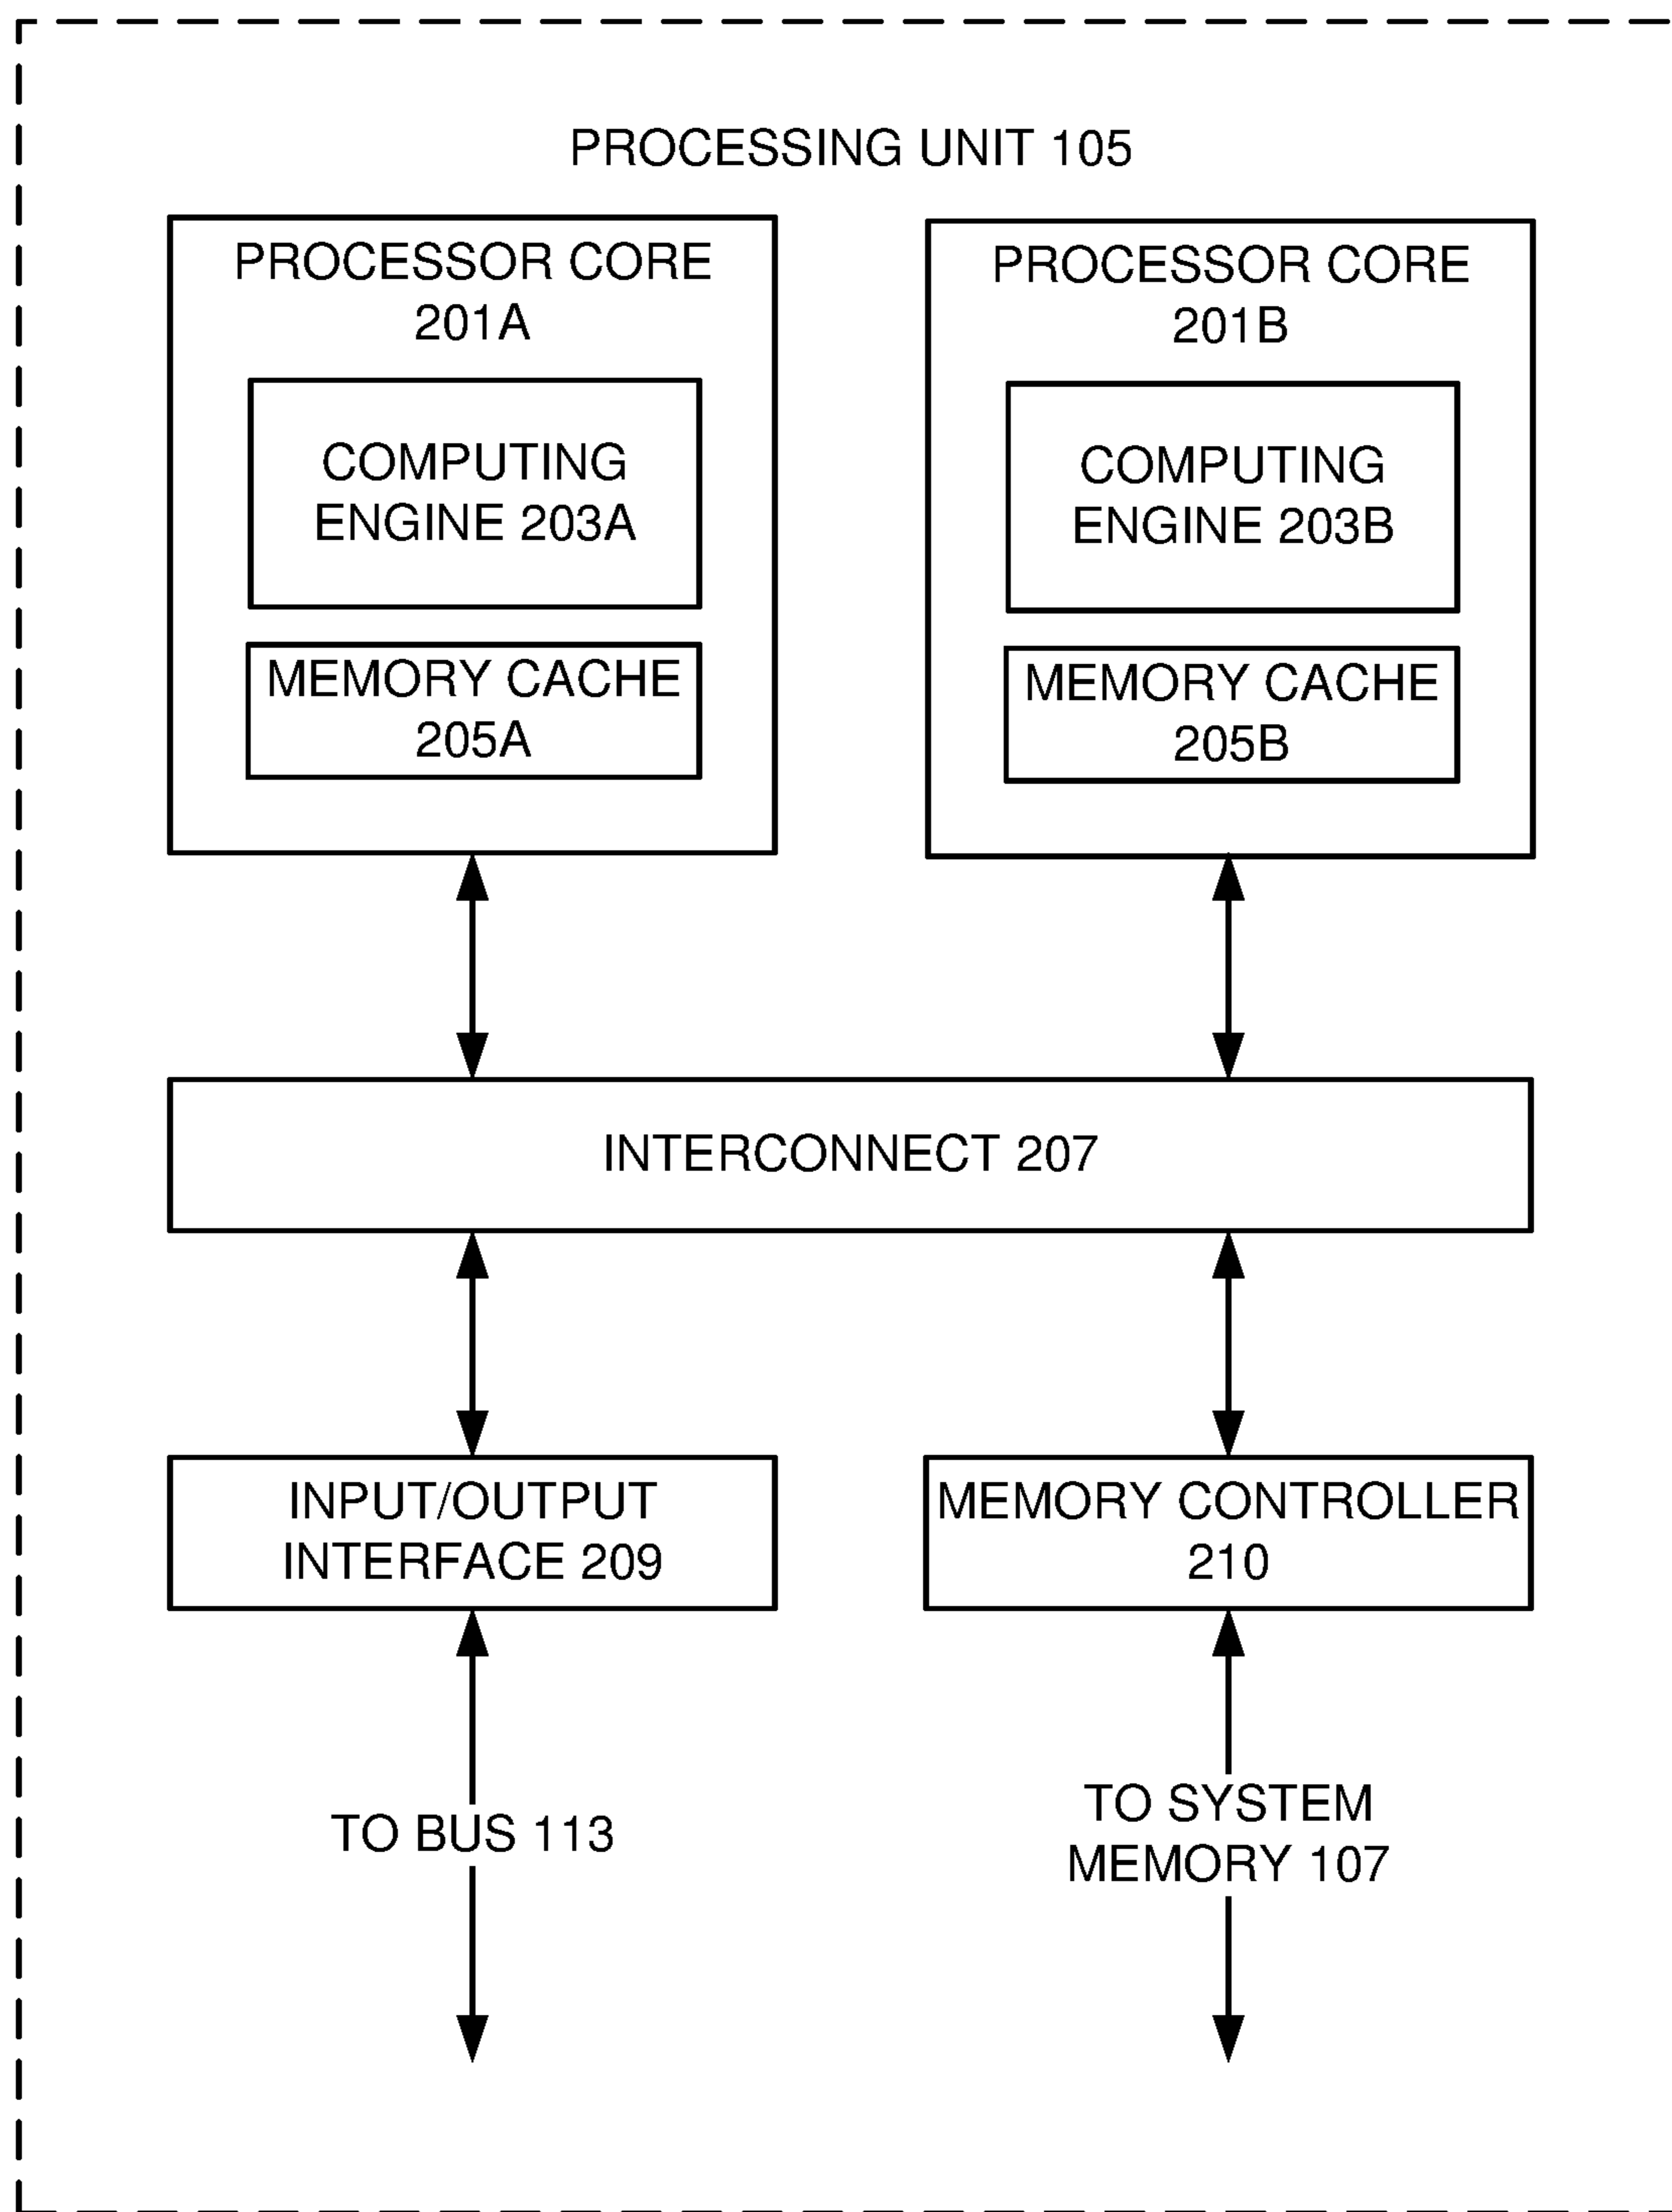 PROCESSING UNIT 105
PROCESSOR CORE
201A
COMPUTING
ENGINE 203A
MEMORY CACHE
205A
PROCESSOR CORE
201B
COMPUTING
ENGINE 203B
MEMORY CACHE
205B
INTERCONNECT 207
INPUT/OUTPUT
INTERFACE 209
MEMORY CONTROLLER
210
TO BUS 113
TO SYSTEM
MEMORY 107